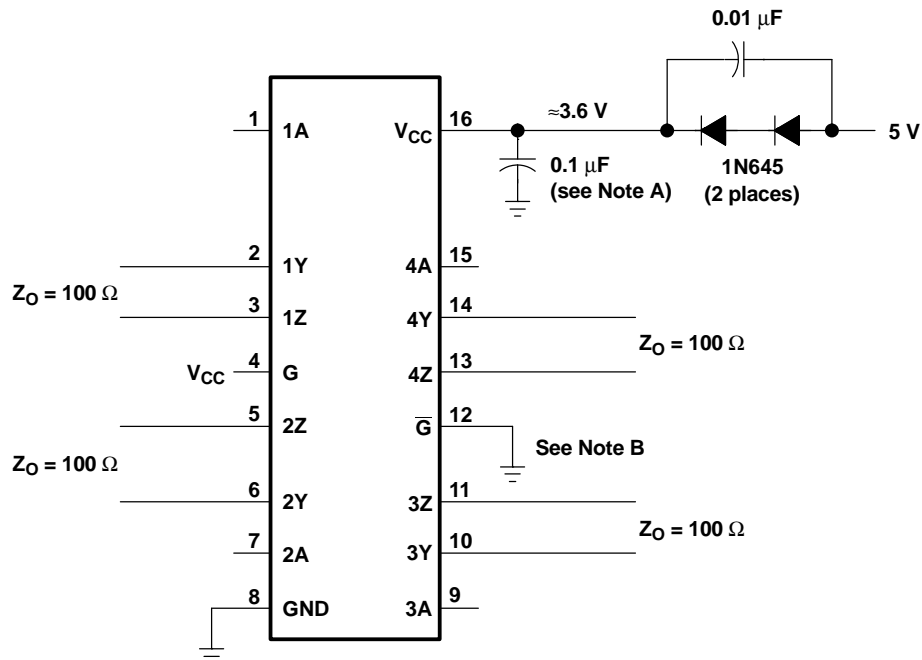 0.01 μF
1
1A
VCC
16
≈3.6 V
5 V
0.1 μF
(see Note A)
1N645
(2 places)
2
1Y
4A
15
ZO = 100 Ω
3
1Z
4Y
14
ZO = 100 Ω
VCC
4
G
4Z
13
5
2Z
G̅
12
See Note B
ZO = 100 Ω
6
2Y
3Z
11
ZO = 100 Ω
7
2A
3Y
10
8
GND
3A
9